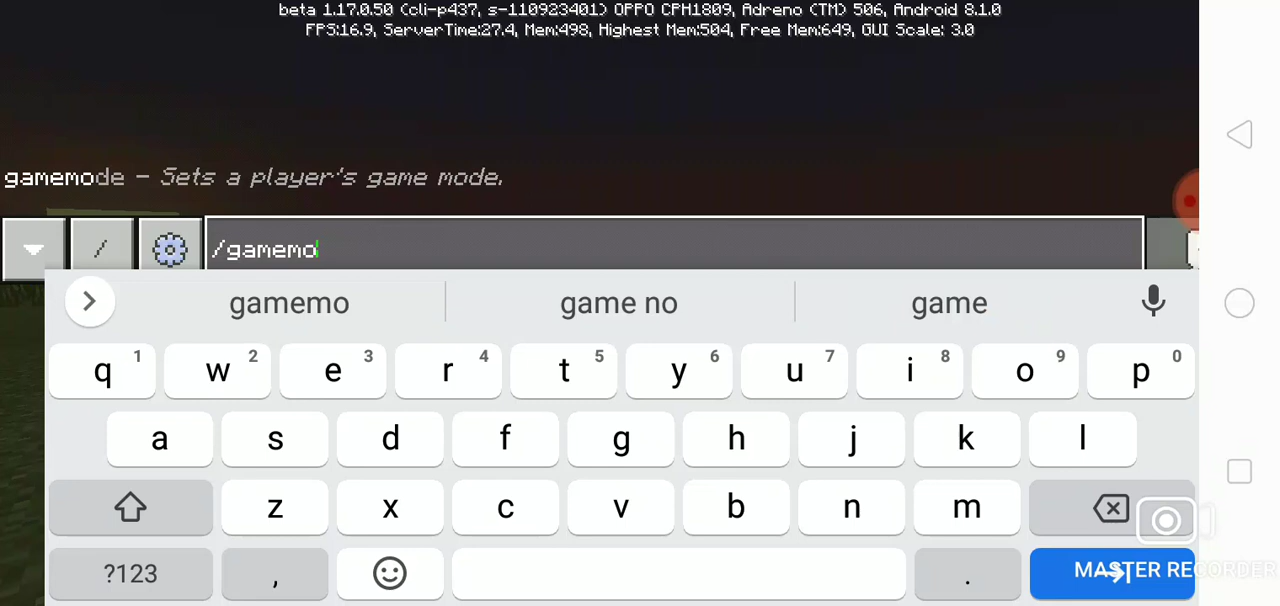 beta 1.17.0.50 (cli-p437, s-110923401) OPPO CPH1809, Adreno (TM) 506, Android 8.1.0
FPS:16.9, ServerTime:27.4, Mem:498, Highest Mem:504, Free Mem:649, GUI Scale: 3.0
gamemode – Sets a player's game mode.
/ /gamemo
gamemo game no game
q 1 w 2 e 3 r 4 t 5 y 6 u 7 i 8 o 9 p 0
a s d f g h j k l
z x c v b n m
?123 , . MASTER RECORDER